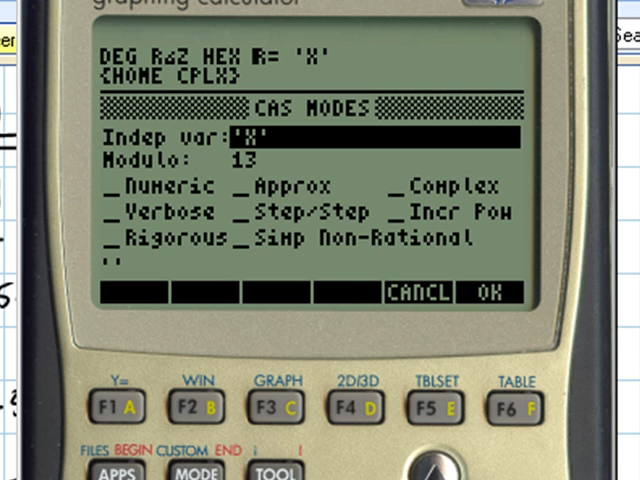 graphing calculator
DEG R∡Z HEX R= 'X'
{HOME CPLX}
CAS MODES
Indep var:'X'
Modulo: 13
_Numeric _Approx _Complex
_Verbose _Step/Step _Incr Pow
_Rigorous _Simp Non-Rational
''
CANCL OK
Y= WIN GRAPH 2D/3D TBLSET TABLE
F1 A F2 B F3 C F4 D F5 E F6 F
FILES BEGIN CUSTOM END i I
APPS MODE TOOL